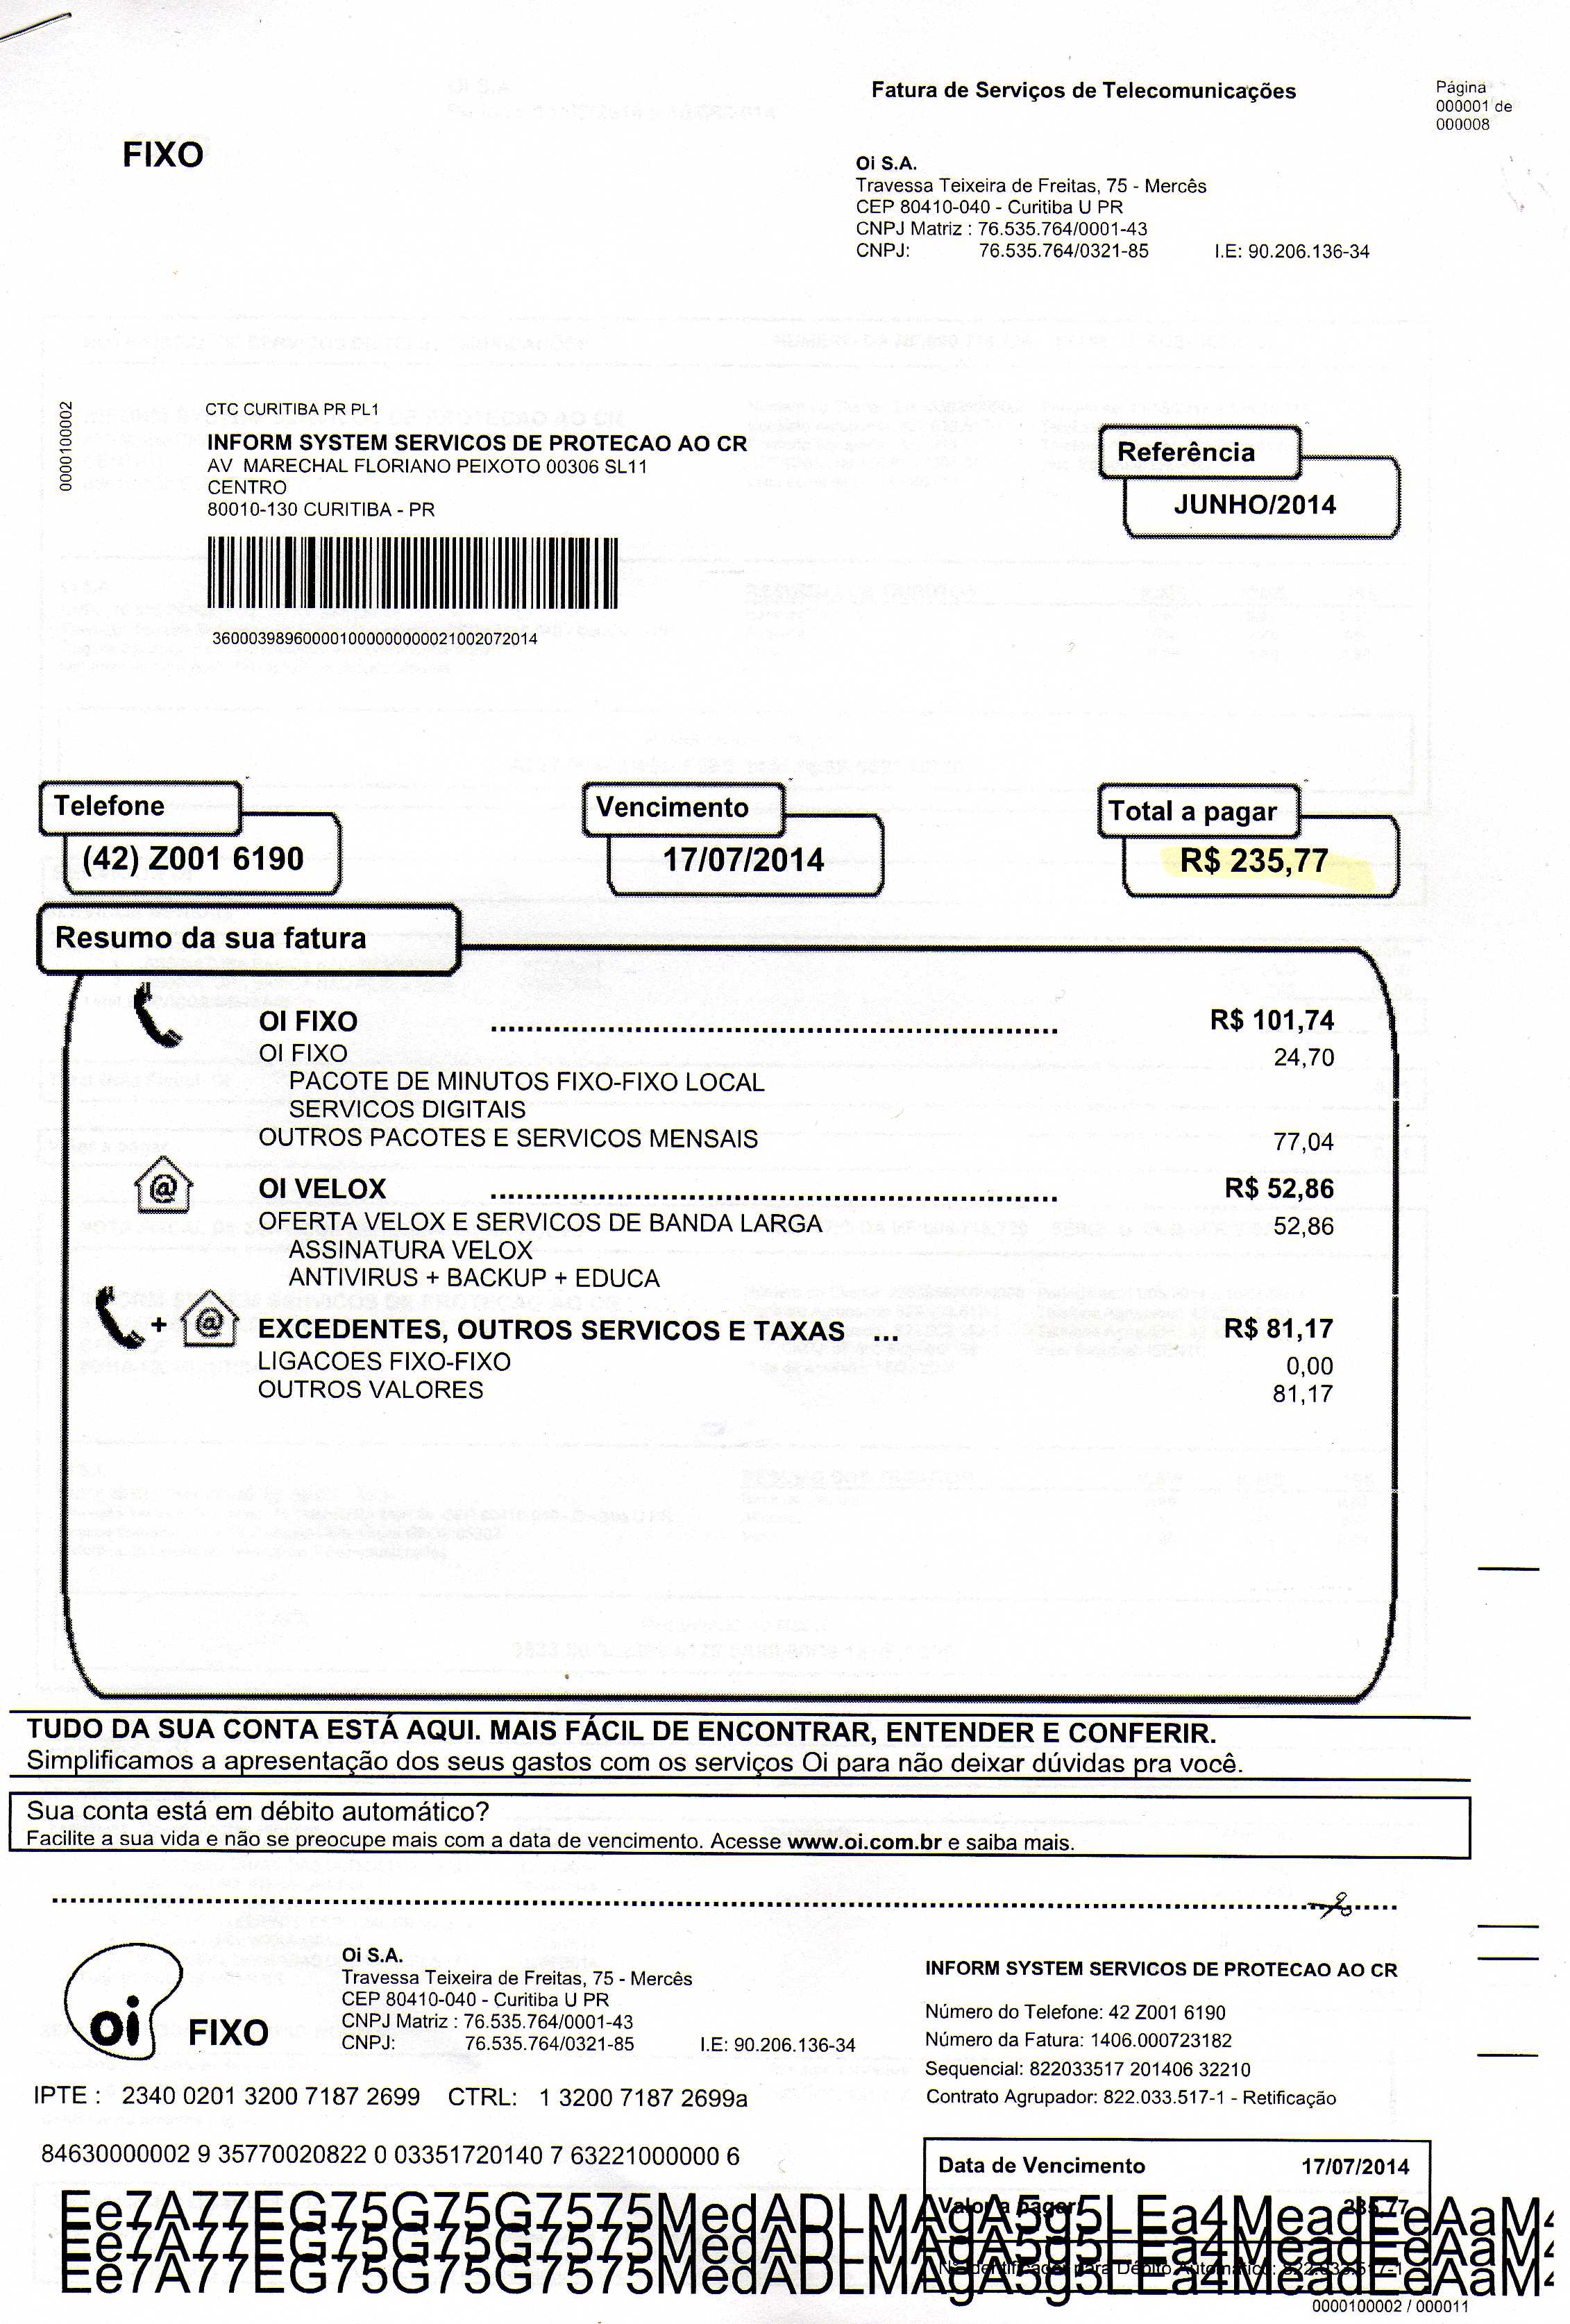 Fatura de Serviços de Telecomunicações
Página
000001 de
000008
FIXO
Oi S.A.
Travessa Teixeira de Freitas, 75 - Mercês
CEP 80410-040 - Curitiba U PR
CNPJ Matriz : 76.535.764/0001-43
CNPJ: 76.535.764/0321-85 I.E: 90.206.136-34
0000100002
CTC CURITIBA PR PL1
INFORM SYSTEM SERVICOS DE PROTECAO AO CR
AV MARECHAL FLORIANO PEIXOTO 00306 SL11
CENTRO
80010-130 CURITIBA - PR
Referência
JUNHO/2014
3600039896000010000000000021002072014
Telefone
(42) Z001 6190
Vencimento
17/07/2014
Total a pagar
R$ 235,77
Resumo da sua fatura
OI FIXO R$ 101,74
OI FIXO 24,70
PACOTE DE MINUTOS FIXO-FIXO LOCAL
SERVICOS DIGITAIS
OUTROS PACOTES E SERVICOS MENSAIS 77,04
OI VELOX R$ 52,86
OFERTA VELOX E SERVICOS DE BANDA LARGA 52,86
ASSINATURA VELOX
ANTIVIRUS + BACKUP + EDUCA
+ EXCEDENTES, OUTROS SERVICOS E TAXAS ... R$ 81,17
LIGACOES FIXO-FIXO 0,00
OUTROS VALORES 81,17
TUDO DA SUA CONTA ESTÁ AQUI. MAIS FÁCIL DE ENCONTRAR, ENTENDER E CONFERIR.
Simplificamos a apresentação dos seus gastos com os serviços Oi para não deixar dúvidas pra você.
Sua conta está em débito automático?
Facilite a sua vida e não se preocupe mais com a data de vencimento. Acesse www.oi.com.br e saiba mais.
oi FIXO
Oi S.A.
Travessa Teixeira de Freitas, 75 - Mercês
CEP 80410-040 - Curitiba U PR
CNPJ Matriz : 76.535.764/0001-43
CNPJ: 76.535.764/0321-85 I.E: 90.206.136-34
INFORM SYSTEM SERVICOS DE PROTECAO AO CR
Número do Telefone: 42 Z001 6190
Número da Fatura: 1406.000723182
Sequencial: 822033517 201406 32210
Contrato Agrupador: 822.033.517-1 - Retificação
IPTE : 2340 0201 3200 7187 2699 CTRL: 1 3200 7187 2699a
84630000002 9 35770020822 0 03351720140 7 632210000000 6
Data de Vencimento 17/07/2014
Valor a pagar: 235,77
Ee7A77EG75G75G7575MedADLMAgA5g5LEa4MeadEeAaM4
Ee7A77EG75G75G7575MedADLMAgA5g5LEa4MeadEeAaM4
Ee7A77EG75G75G7575MedADLMAgA5g5LEa4MeadEeAaM4
Nº Identificador para Débito Automático: 822.033.517-1
0000100002 / 000011